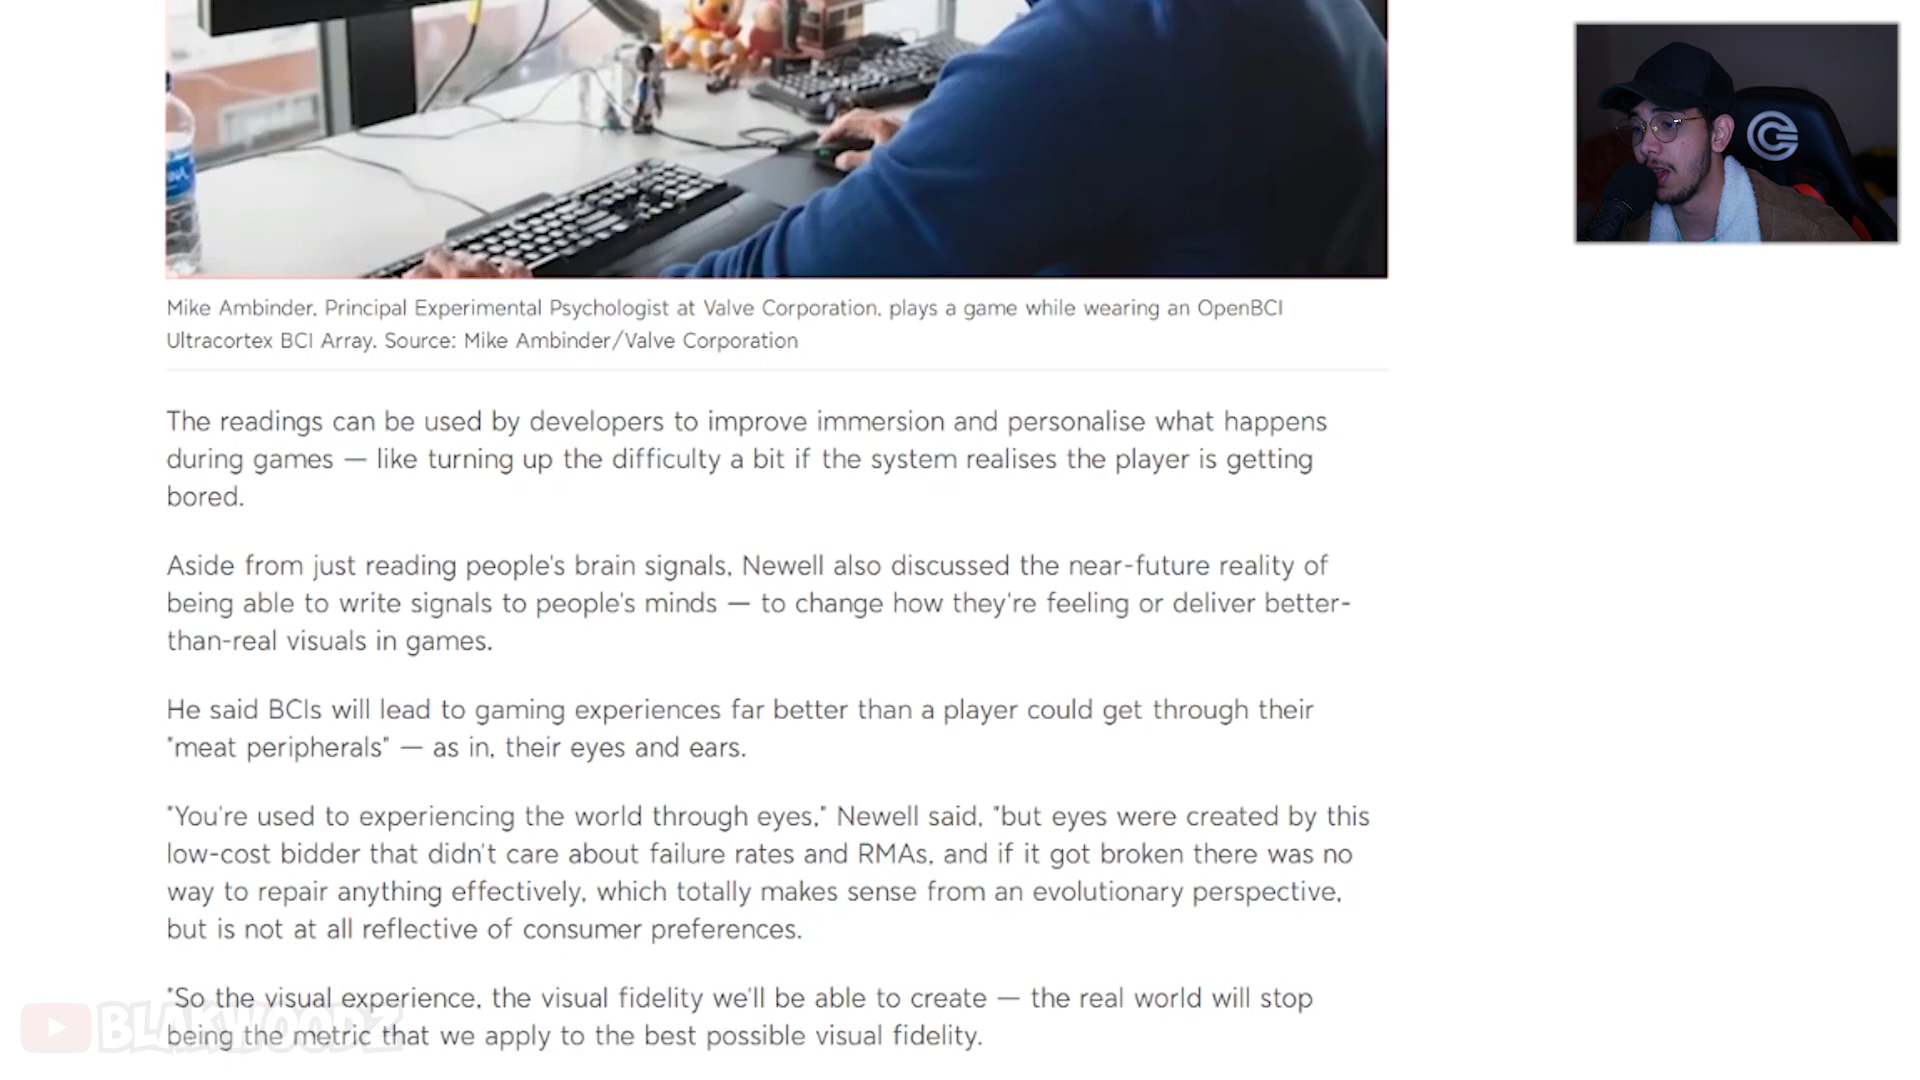 Mike Ambinder, Principal Experimental Psychologist at Valve Corporation, plays a game while wearing an OpenBCI
Ultracortex BCI Array. Source: Mike Ambinder/Valve Corporation
The readings can be used by developers to improve immersion and personalise what happens
during games — like turning up the difficulty a bit if the system realises the player is getting
bored.
Aside from just reading people's brain signals, Newell also discussed the near-future reality of
being able to write signals to people's minds — to change how they're feeling or deliver better-
than-real visuals in games.
He said BCIs will lead to gaming experiences far better than a player could get through their
"meat peripherals" — as in, their eyes and ears.
"You're used to experiencing the world through eyes," Newell said, "but eyes were created by this
low-cost bidder that didn't care about failure rates and RMAs, and if it got broken there was no
way to repair anything effectively, which totally makes sense from an evolutionary perspective,
but is not at all reflective of consumer preferences.
"So the visual experience, the visual fidelity we'll be able to create — the real world will stop
being the metric that we apply to the best possible visual fidelity.
BLAKWOODZ